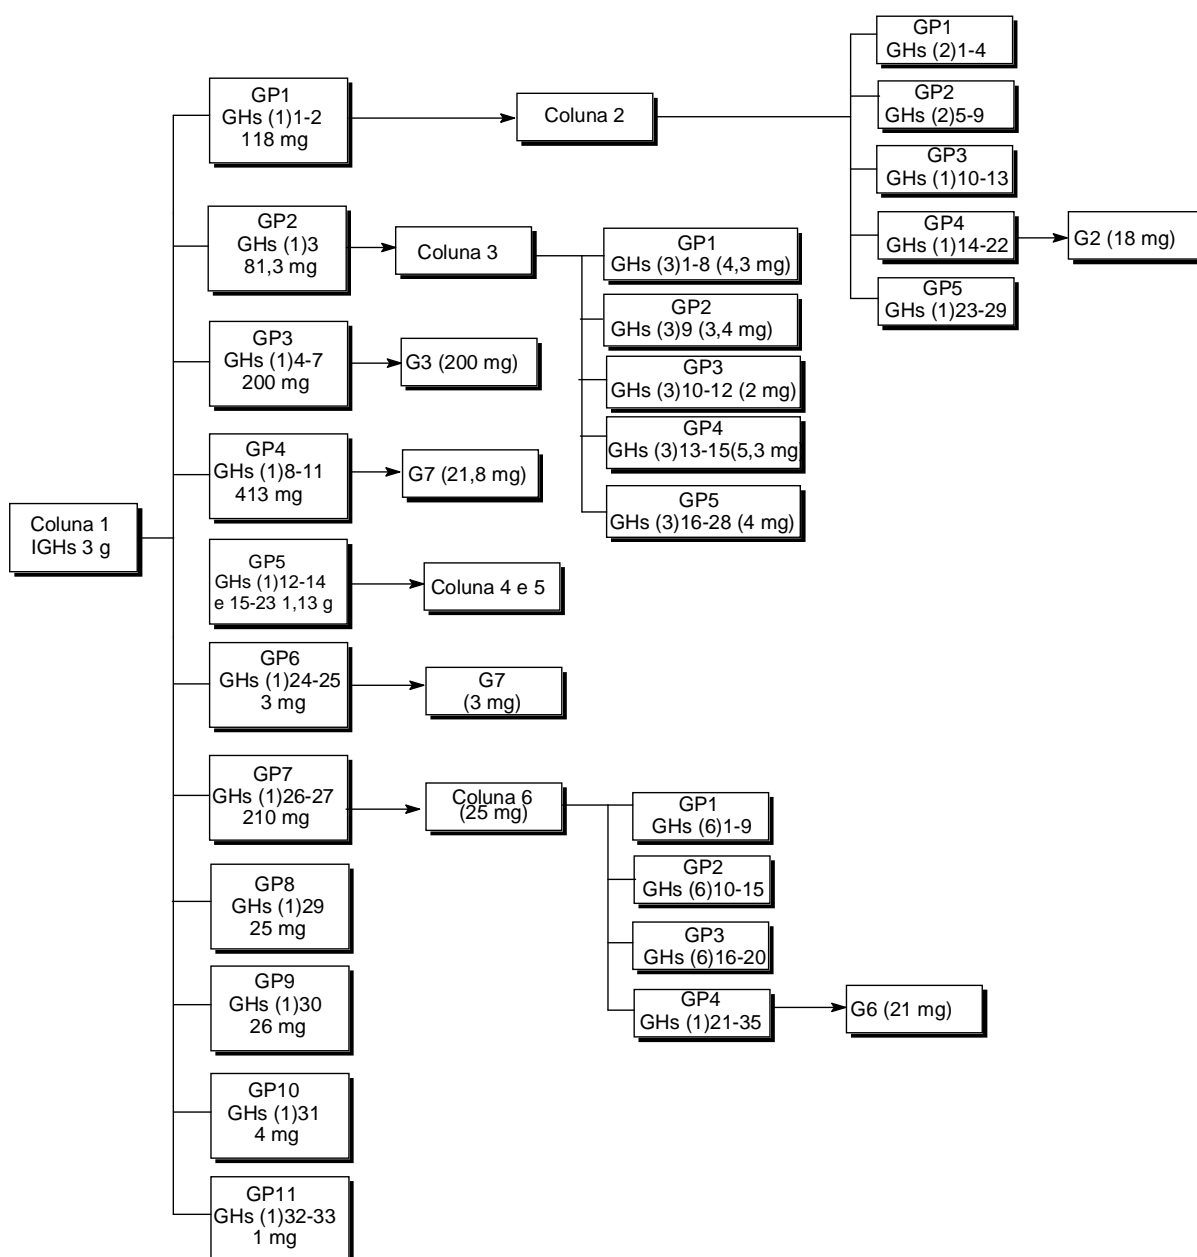 Coluna 1
IGHs 3 g
GP1
GHs (1)1-2
118 mg
Coluna 2
GP1
GHs (2)1-4
GP2
GHs (2)5-9
GP3
GHs (1)10-13
GP4
GHs (1)14-22
G2 (18 mg)
GP5
GHs (1)23-29
GP2
GHs (1)3
81,3 mg
Coluna 3
GP1
GHs (3)1-8 (4,3 mg)
GP2
GHs (3)9 (3,4 mg)
GP3
GHs (3)10-12 (2 mg)
GP4
GHs (3)13-15(5,3 mg
GP5
GHs (3)16-28 (4 mg)
GP3
GHs (1)4-7
200 mg
G3 (200 mg)
GP4
GHs (1)8-11
413 mg
G7 (21,8 mg)
GP5
GHs (1)12-14
e 15-23 1,13 g
Coluna 4 e 5
GP6
GHs (1)24-25
3 mg
G7
(3 mg)
GP7
GHs (1)26-27
210 mg
Coluna 6
(25 mg)
GP1
GHs (6)1-9
GP2
GHs (6)10-15
GP3
GHs (6)16-20
GP4
GHs (1)21-35
G6 (21 mg)
GP8
GHs (1)29
25 mg
GP9
GHs (1)30
26 mg
GP10
GHs (1)31
4 mg
GP11
GHs (1)32-33
1 mg